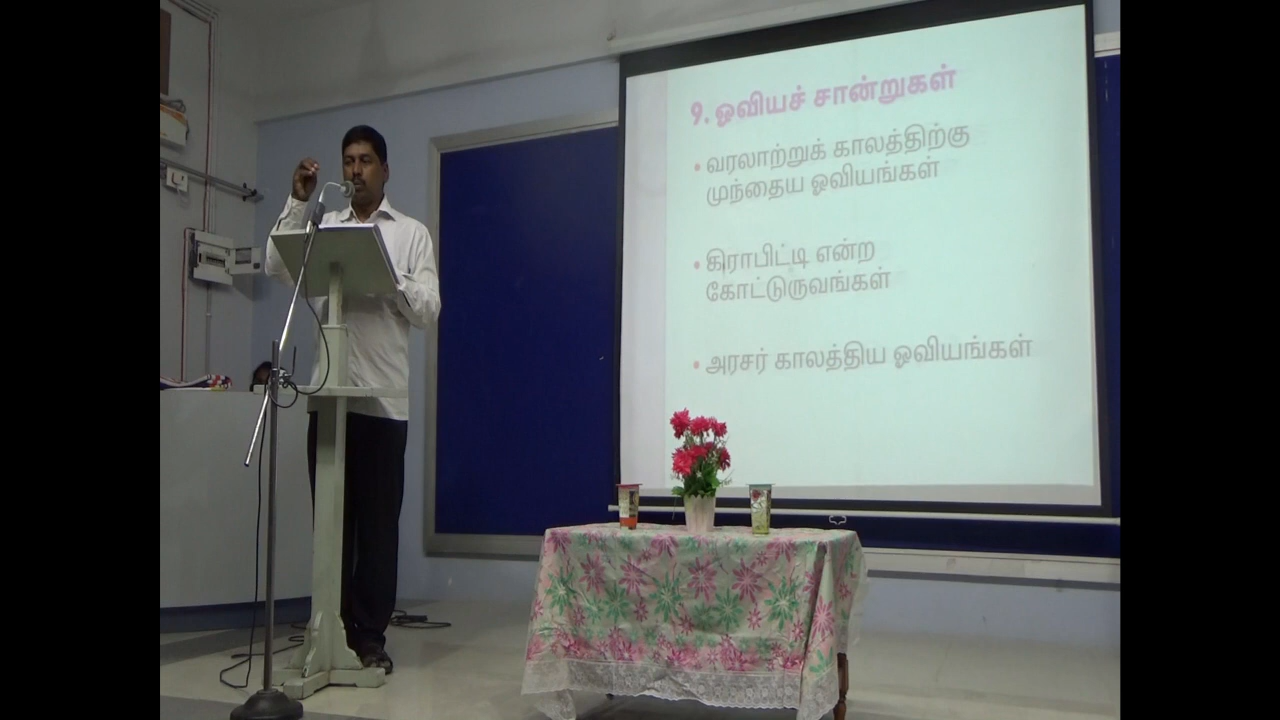 9. ஓவியச் சான்றுகள்
• வரலாற்றுக் காலத்திற்கு
முந்தைய ஓவியங்கள்
• கிராபிட்டி என்ற
கோட்டுருவங்கள்
• அரசர் காலத்திய ஓவியங்கள்